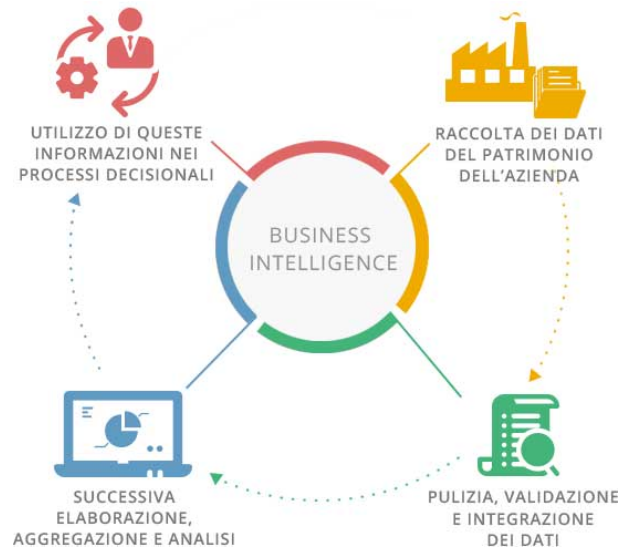 UTILIZZO DI QUESTE
INFORMAZIONI NEI
PROCESSI DECISIONALI
RACCOLTA DEI DATI
DEL PATRIMONIO
DELL'AZIENDA
BUSINESS
INTELLIGENCE
SUCCESSIVA
ELABORAZIONE,
AGGREGAZIONE E ANALISI
PULIZIA, VALIDAZIONE
E INTEGRAZIONE
DEI DATI